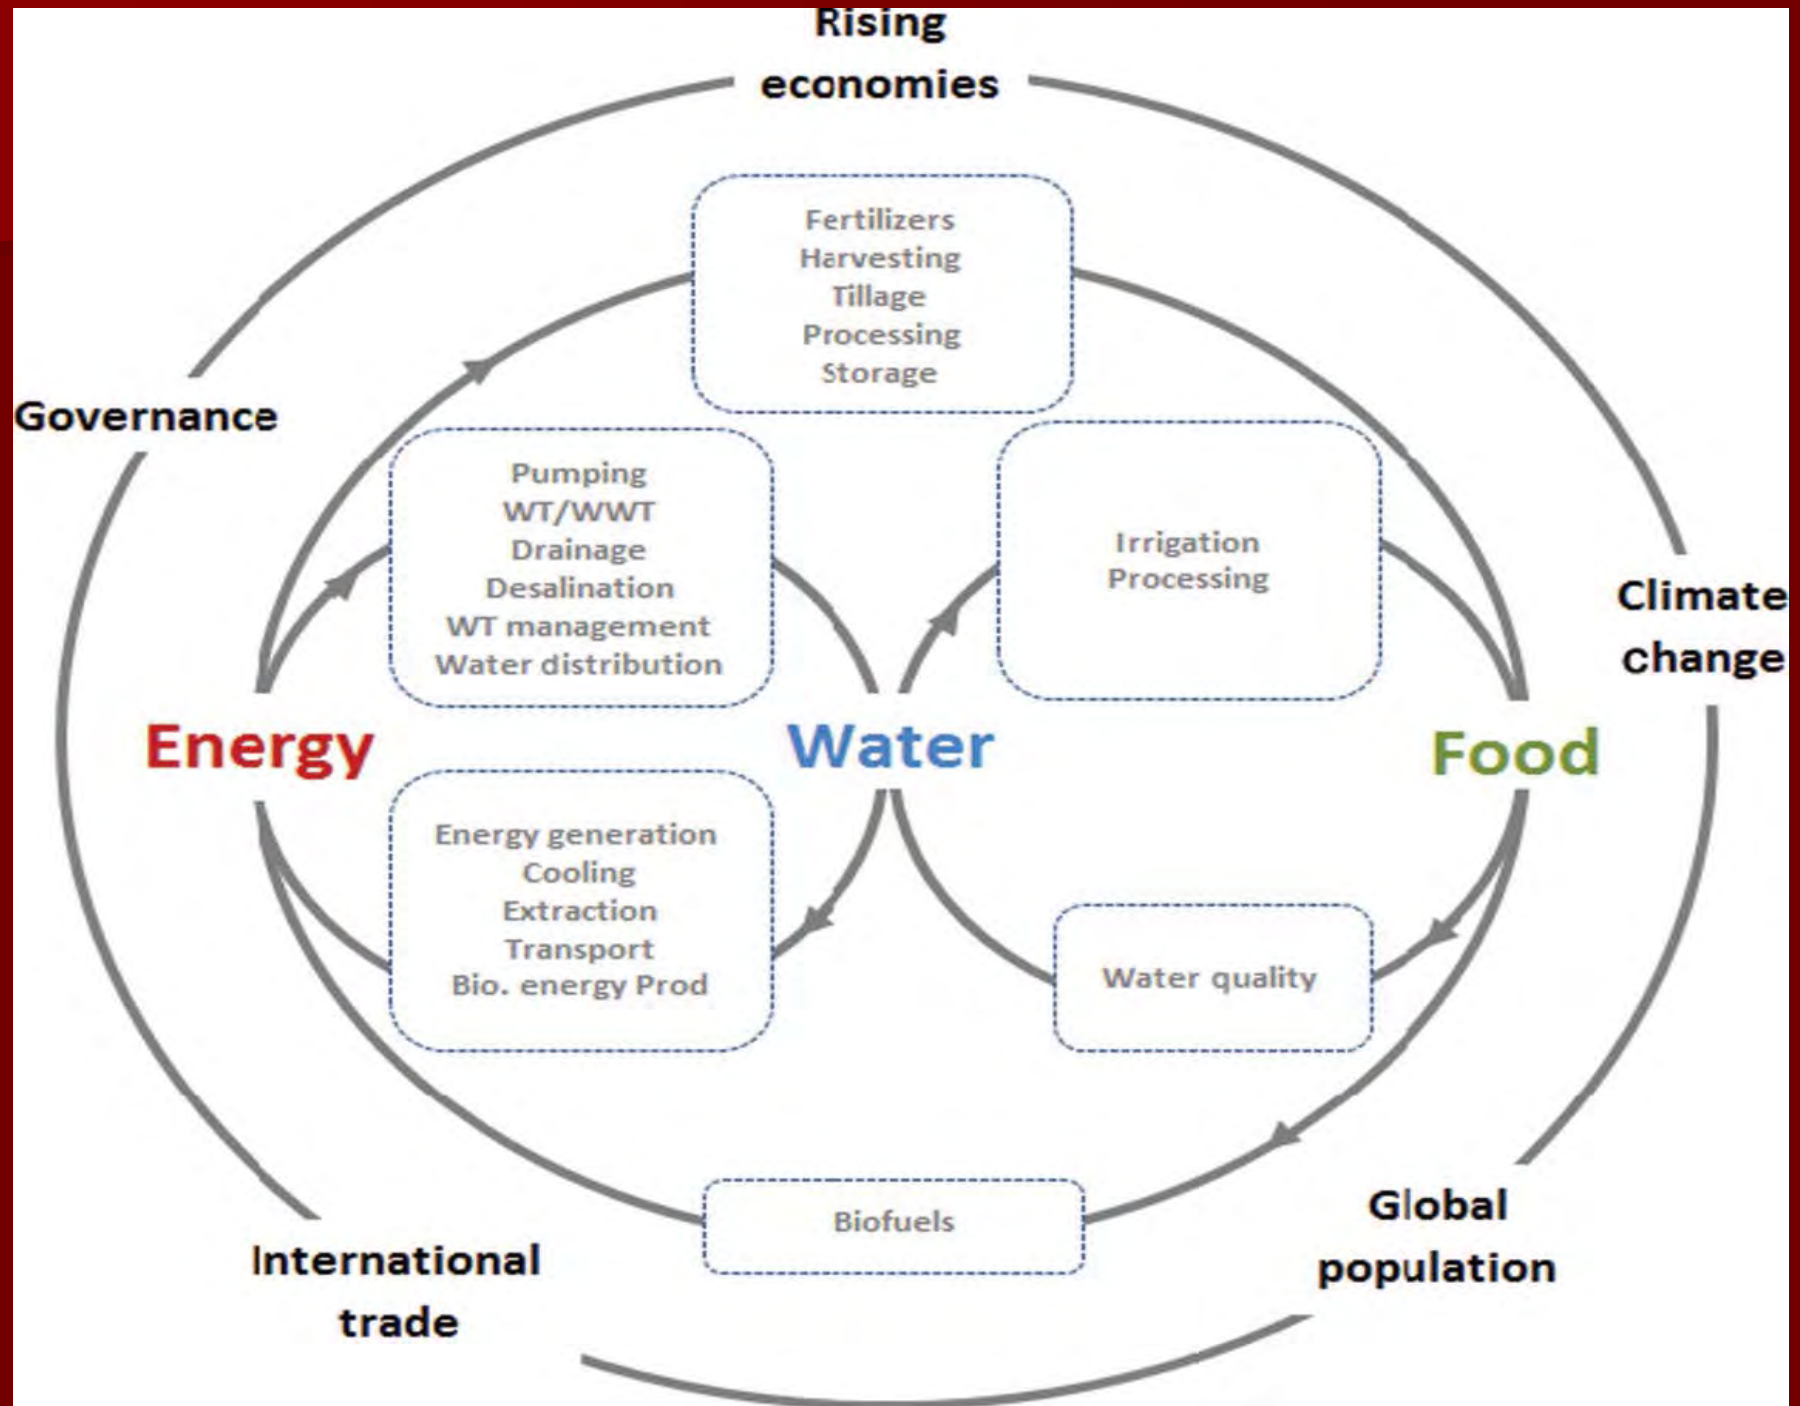 Rising
economies
Fertilizers
Harvesting
Tillage
Processing
Storage
Governance
Pumping
WT/WWT
Drainage
Desalination
WT management
Water distribution
Irrigation
Processing
Climate
change
Energy
Water
Food
Energy generation
Cooling
Extraction
Transport
Bio. energy Prod
Water quality
Biofuels
Global
population
International
trade